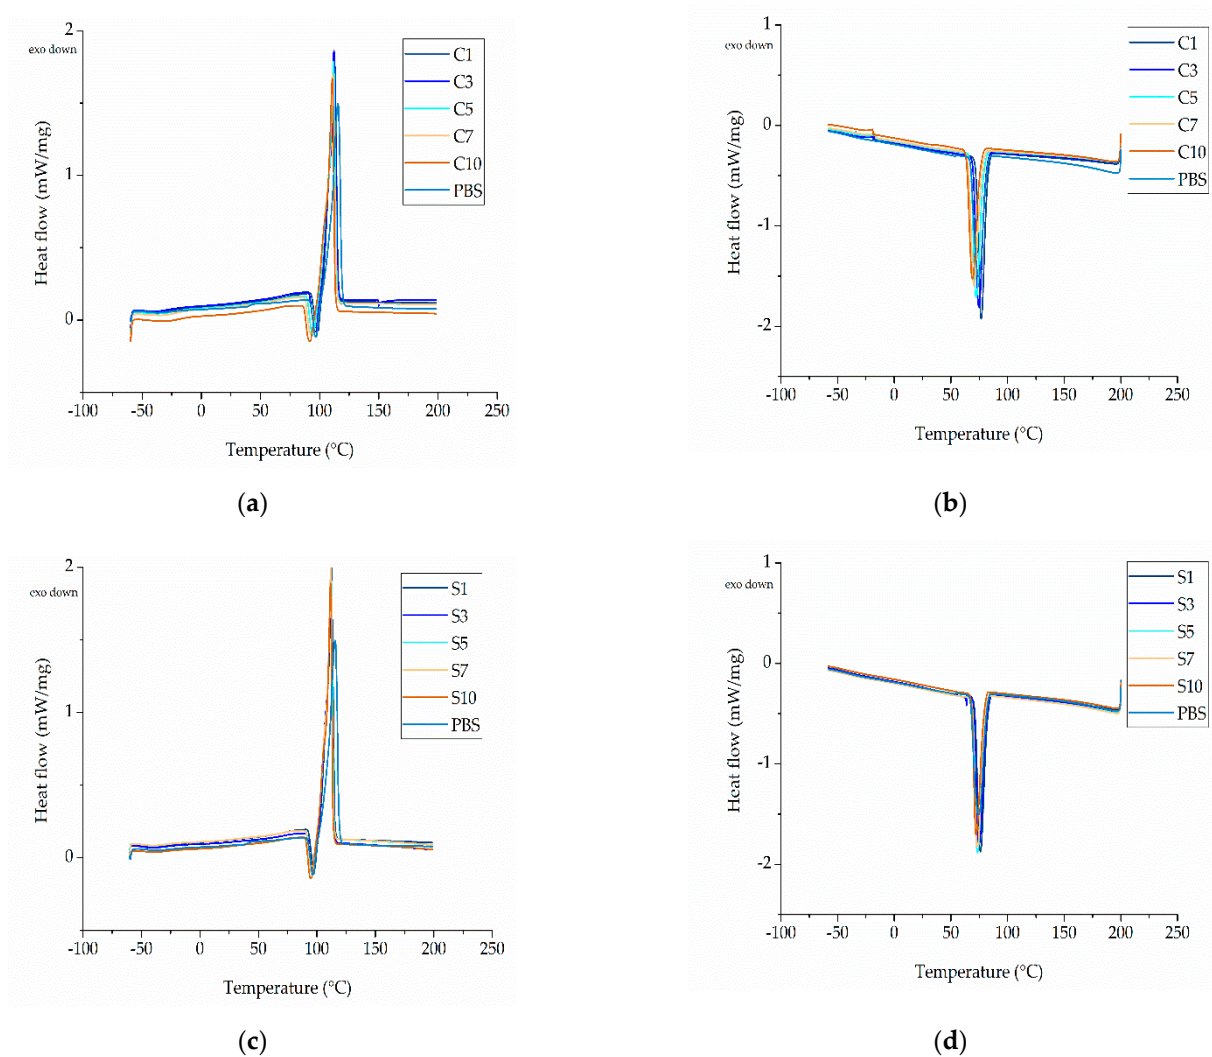 2
exo down
C1
C3
C5
C7
C10
PBS
1
0
Heat flow (mW/mg)
-100 -50 0 50 100 150 200 250
Temperature (°C)
(a)
1
exo down
C1
C3
C5
C7
C10
PBS
0
-1
-2
Heat flow (mW/mg)
-100 -50 0 50 100 150 200 250
Temperature (°C)
(b)
2
exo down
S1
S3
S5
S7
S10
PBS
1
0
Heat flow (mW/mg)
-100 -50 0 50 100 150 200 250
Temperature (°C)
(c)
1
exo down
S1
S3
S5
S7
S10
PBS
0
-1
-2
Heat flow (mW/mg)
-100 -50 0 50 100 150 200 250
Temperature (°C)
(d)